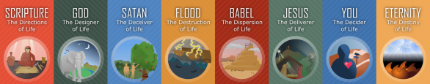 SCRIPTURE
The Directions
of Life
GOD
The Designer
of Life
SATAN
The Deceiver
of Life
FLOOD
The Destruction
of Life
BABEL
The Dispersion
of Life
JESUS
The Deliverer
of Life
YOU
The Decider
of Life
ETERNITY
The Destiny
of Life